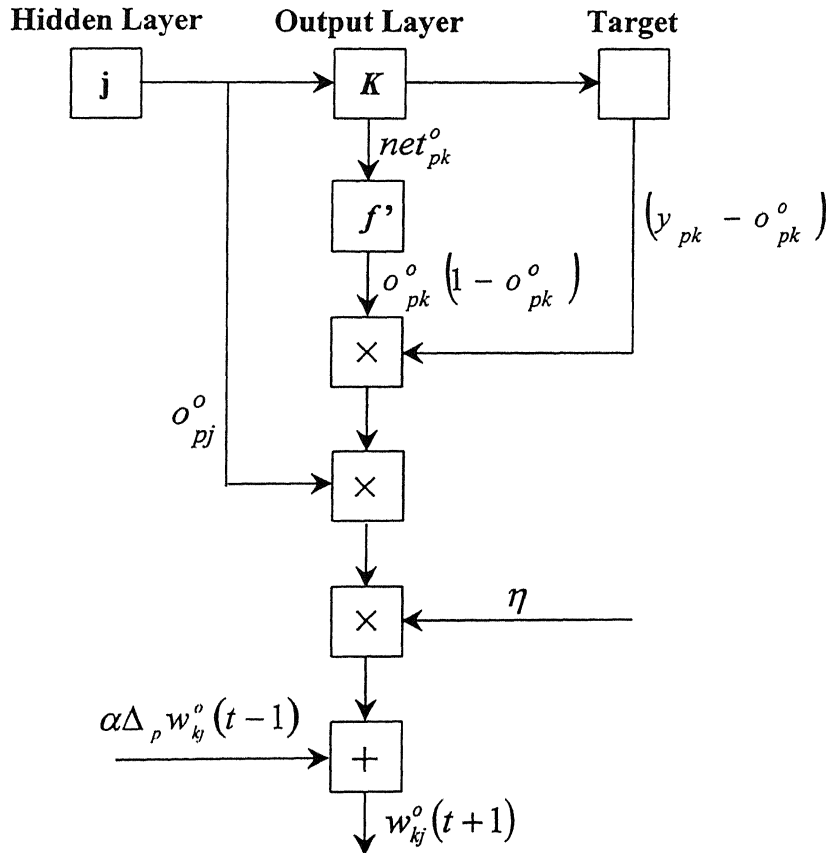 Hidden Layer Output Layer Target
j K
net^o_pk
f'
(y_pk − o^o_pk)
o^o_pk (1 − o^o_pk)
×
o^o_pj
×
η
×
αΔ_p w^o_kj (t − 1)
+
w^o_kj (t + 1)